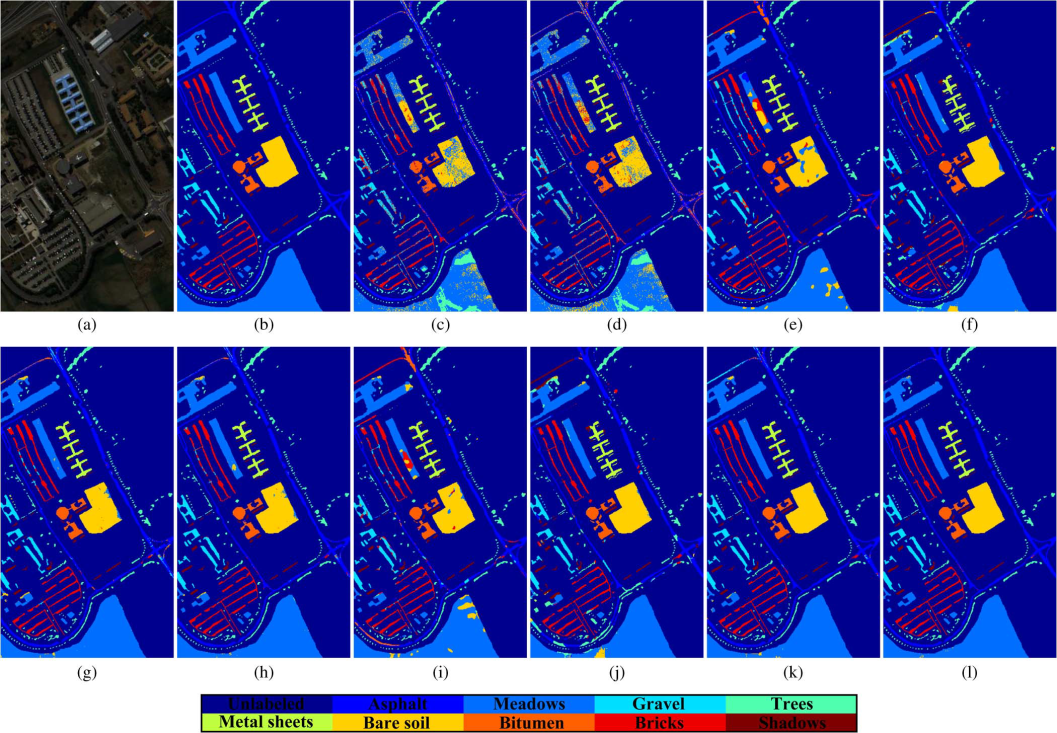 (a) (b) (c) (d) (e) (f)
(g) (h) (i) (j) (k) (l)
Unlabeled Asphalt Meadows Gravel Trees
Metal sheets Bare soil Bitumen Bricks Shadows